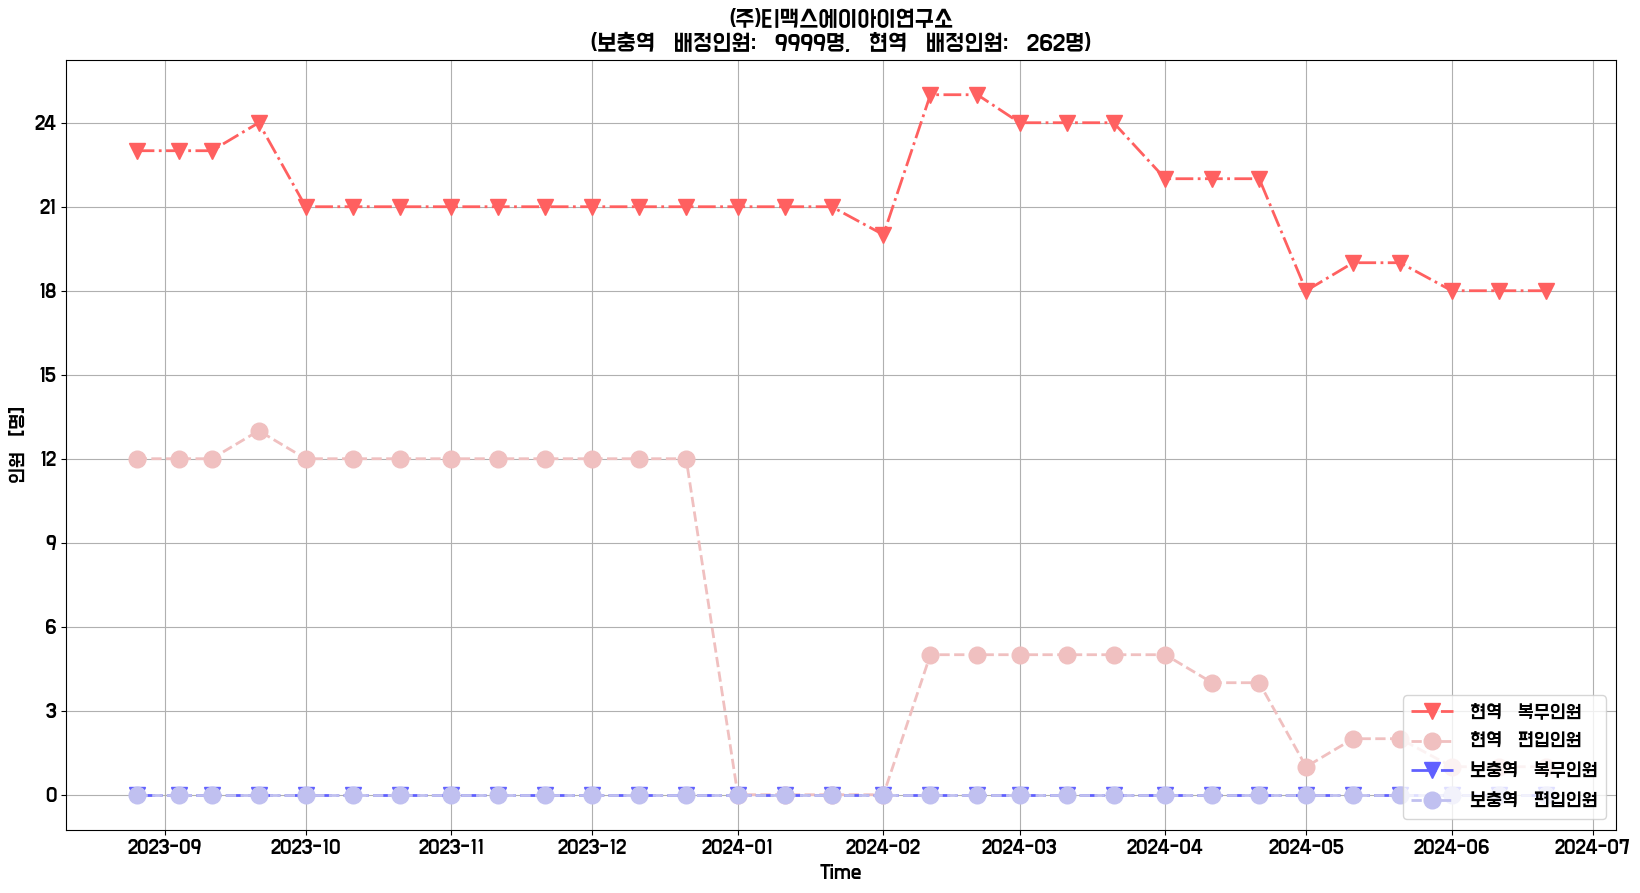 (주)티맥스에이아이연구소
(보충역 배정인원: 9999명, 현역 배정인원: 262명)
인원 [명]
24
21
18
15
12
9
6
3
0
현역 복무인원
현역 편입인원
보충역 복무인원
보충역 편입인원
2023-09 2023-10 2023-11 2023-12 2024-01 2024-02 2024-03 2024-04 2024-05 2024-06 2024-07
Time